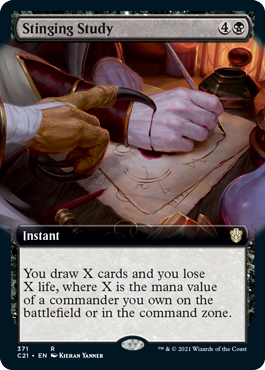 Stinging Study 4
Instant
You draw X cards and you lose
X life, where X is the mana value
of a commander you own on the
battlefield or in the command zone.
371 R
C21 • EN KIERAN YANNER
™ & © 2021 Wizards of the Coast